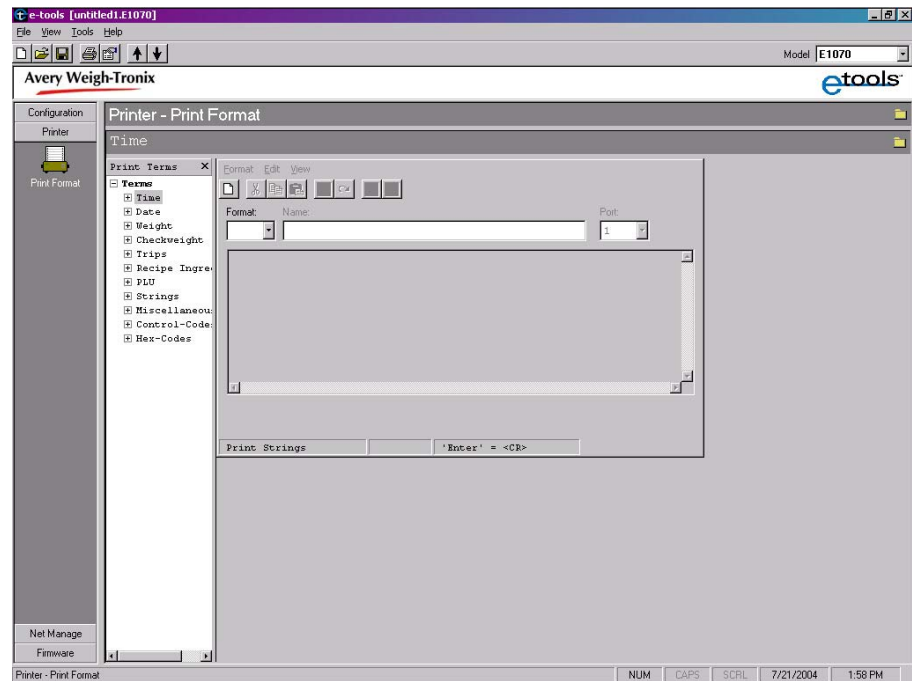 e-tools [untitled1.E1070]
File View Tools Help
Model E1070
Avery Weigh-Tronix
etools
Configuration
Printer
Print Format
Net Manage
Firmware
Printer - Print Format
Time
Print Terms X
Terms
Time
Date
Weight
Checkweight
Trips
Recipe Ingre
PLU
Strings
Miscellaneou
Control-Code
Hex-Codes
Format Edit View
Format: Name: Port:
1
Print Strings 'Enter' = <CR>
Printer - Print Format NUM CAPS SCRL 7/21/2004 1:58 PM